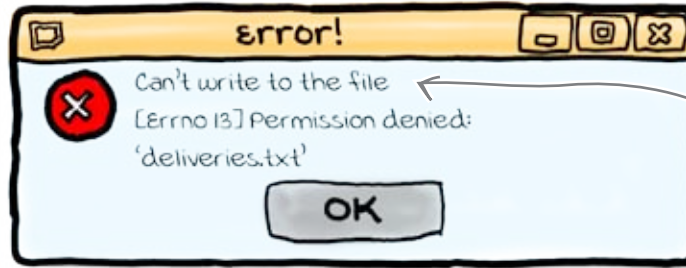 Error!
Can't write to the file
[Errno 13] Permission denied:
'deliveries.txt'
OK